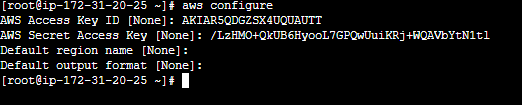 [root@ip-172-31-20-25 ~]# aws configure
AWS Access Key ID [None]: AKIAR5QDGZSX4UQUAUTT
AWS Secret Access Key [None]: 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
Default region name [None]:
Default output format [None]:
[root@ip-172-31-20-25 ~]#